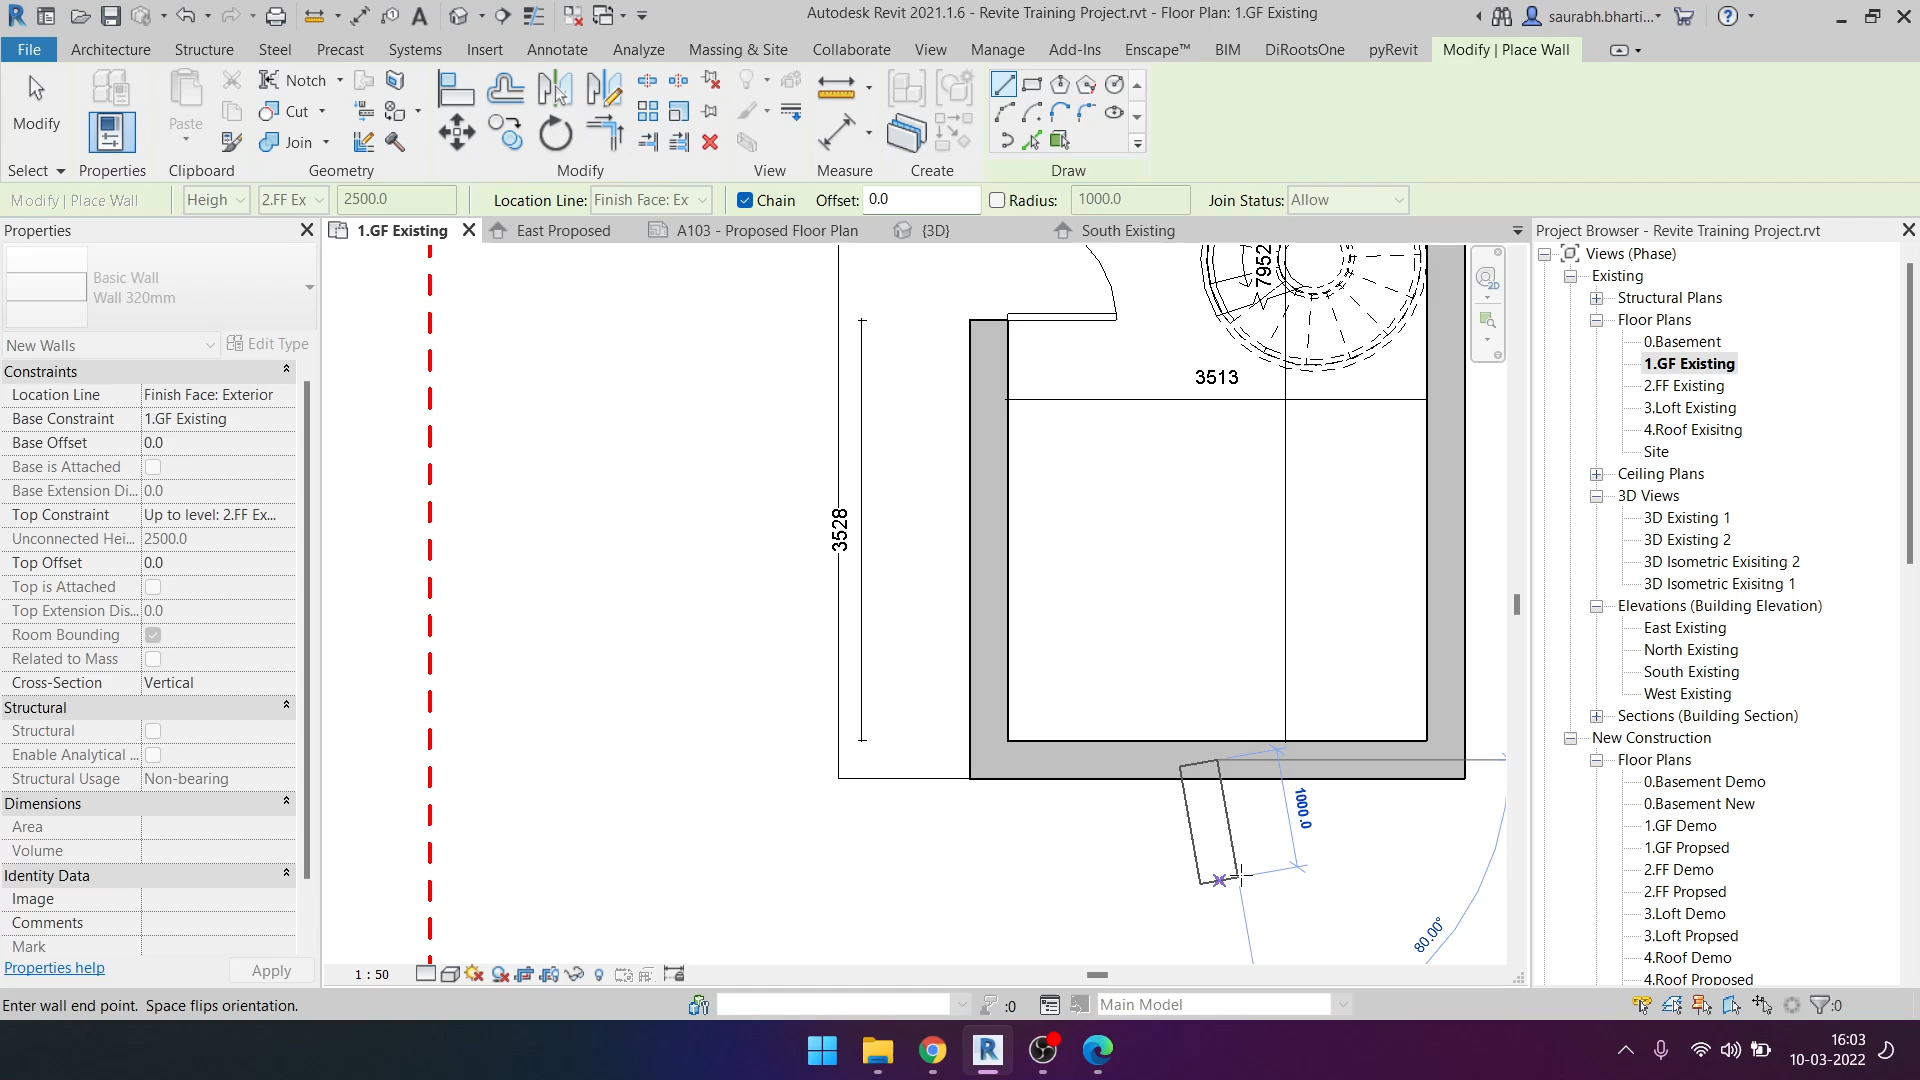 Autodesk Revit 2021.1.6 - Revite Training Project.rvt - Floor Plan: 1.GF Existing
saurabh.bharti...
File Architecture Structure Steel Precast Systems Insert Annotate Analyze Massing & Site Collaborate View Manage Add-Ins Enscape™ BIM DiRootsOne pyRevit Modify | Place Wall
Modify
Paste
Notch
Cut
Join
Select Properties Clipboard Geometry Modify View Measure Create Draw
Modify | Place Wall Heigh 2.FF Ex 2500.0 Location Line: Finish Face: Ex Chain Offset: 0.0 Radius: 1000.0 Join Status: Allow
Properties
1.GF Existing East Proposed A103 - Proposed Floor Plan {3D} South Existing
Project Browser - Revite Training Project.rvt
Basic Wall
Wall 320mm
New Walls Edit Type
Constraints
Location Line Finish Face: Exterior
Base Constraint 1.GF Existing
Base Offset 0.0
Base is Attached
Base Extension Di... 0.0
Top Constraint Up to level: 2.FF Ex...
Unconnected Hei... 2500.0
Top Offset 0.0
Top is Attached
Top Extension Dis... 0.0
Room Bounding
Related to Mass
Cross-Section Vertical
Structural
Structural
Enable Analytical ...
Structural Usage Non-bearing
Dimensions
Area
Volume
Identity Data
Image
Comments
Mark
Properties help Apply
7952
3513
3528
1000.0
80.00°
2D
1 : 50
Views (Phase)
Existing
Structural Plans
Floor Plans
0.Basement
1.GF Existing
2.FF Existing
3.Loft Existing
4.Roof Exisitng
Site
Ceiling Plans
3D Views
3D Existing 1
3D Existing 2
3D Isometric Exisiting 2
3D Isometric Exisitng 1
Elevations (Building Elevation)
East Existing
North Existing
South Existing
West Existing
Sections (Building Section)
New Construction
Floor Plans
0.Basement Demo
0.Basement New
1.GF Demo
1.GF Propsed
2.FF Demo
2.FF Propsed
3.Loft Demo
3.Loft Propsed
4.Roof Demo
4.Roof Proposed
Enter wall end point. Space flips orientation.
:0
Main Model
:0
16:03
10-03-2022